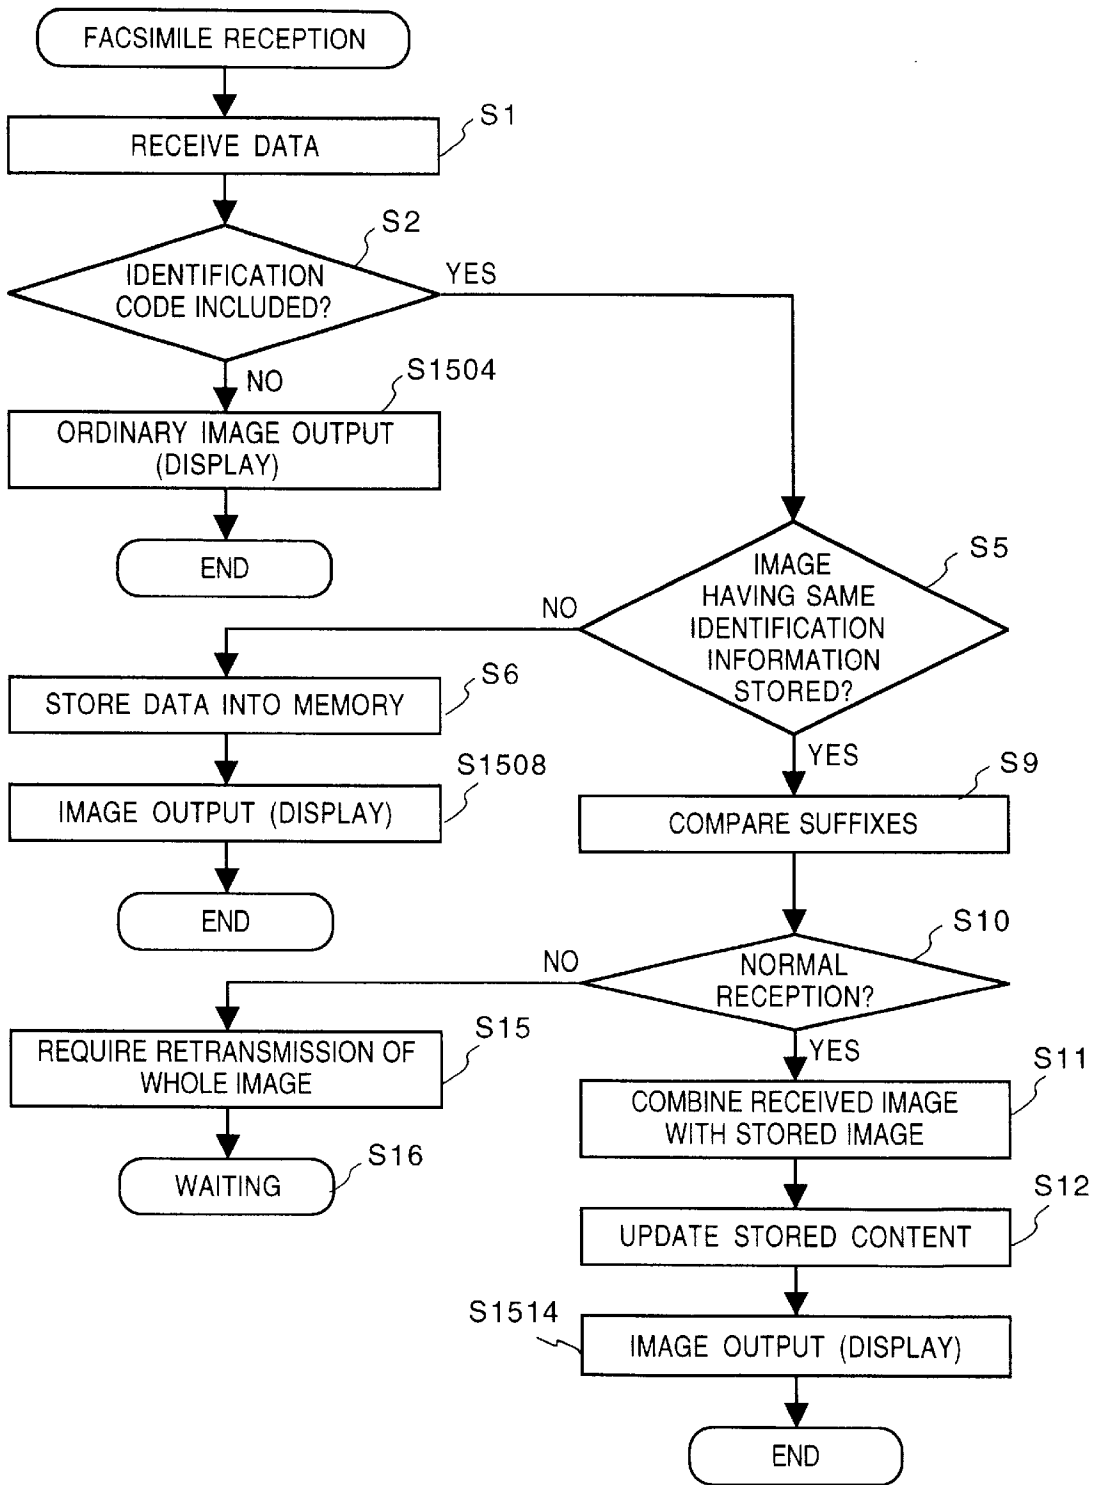 FACSIMILE RECEPTION
S1
RECEIVE DATA
S2
IDENTIFICATION
CODE INCLUDED?
YES
NO
S1504
ORDINARY IMAGE OUTPUT
(DISPLAY)
END
S5
IMAGE
HAVING SAME
IDENTIFICATION
INFORMATION
STORED?
NO
S6
STORE DATA INTO MEMORY
S1508
IMAGE OUTPUT (DISPLAY)
END
YES
S9
COMPARE SUFFIXES
S10
NORMAL
RECEPTION?
NO
S15
REQUIRE RETRANSMISSION OF
WHOLE IMAGE
S16
WAITING
YES
S11
COMBINE RECEIVED IMAGE
WITH STORED IMAGE
S12
UPDATE STORED CONTENT
S1514
IMAGE OUTPUT (DISPLAY)
END